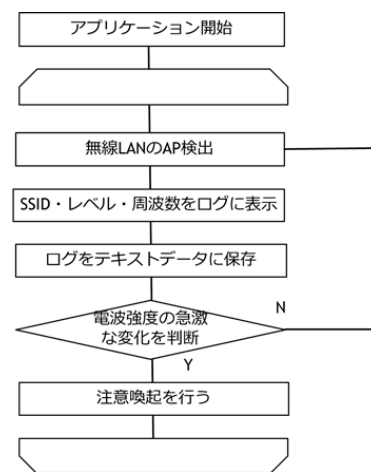 アプリケーション開始
無線LANのAP検出
SSID・レベル・周波数をログに表示
ログをテキストデータに保存
電波強度の急激
な変化を判断
N
Y
注意喚起を行う